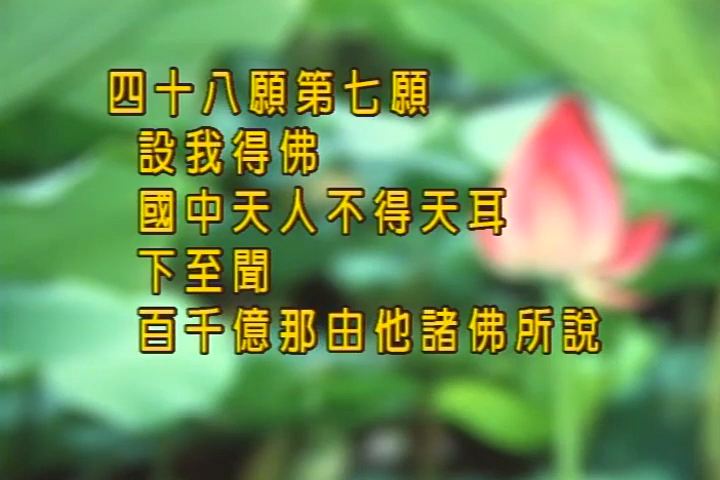 四十八願第七願
設我得佛
國中天人不得天耳
下至聞
百千億那由他諸佛所說